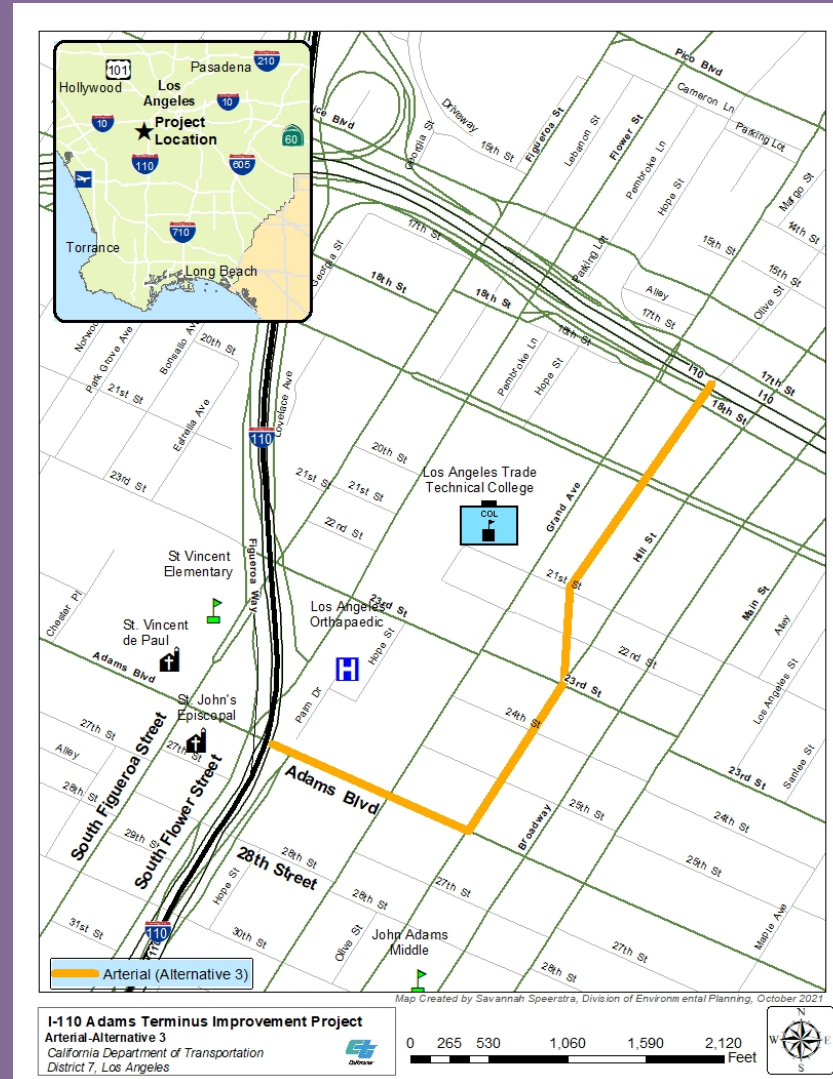 101
Pasadena
210
Hollywood
Los
Angeles
10
10
Project
Location
60
110
605
710
Torrance
Long Beach
Pico Blvd
Cameron Ln
Parking Lot
Driveway
15th St
Georgia St
Figueroa St
Lebanon St
Flower St
Pembroke Ln
Hope St
Margo St
14th St
15th St
15th St
Olive St
Alley
17th St
Parking Lot
17th St
Georgia St
18th St
18th St
18th St
Pembroke Ln
Hope St
I10
17th St
I10
18th St
Park Grove Ave
20th St
21st St
Estrella Ave
23rd St
110
Lovelace Ave
20th St
21st St
21st St
22nd St
Los Angeles Trade
Technical College
COL
Grand Ave
Hill St
21st St
Main St
Alley
St Vincent
Elementary
Figueroa Way
23rd St
Los Angeles
Orthapaedic
H
Hope St
Palm Dr
Chester Pl
St. Vincent
de Paul
Adams Blvd
St. John's
Episcopal
22nd St
23rd St
24th St
Los Angeles St
Santee St
23rd St
27th St
27th St
Alley
28th St
29th St
South Figueroa Street
South Flower Street
Adams Blvd
Broadway
25th St
24th St
25th St
28th Street
28th St
28th St
27th St
Hope St
30th St
31st St
110
110
Olive St
John Adams
Middle
27th St
28th St
Maple Ave
Arterial (Alternative 3)
Map Created by Savannah Speerstra, Division of Environmental Planning, October 2021
I-110 Adams Terminus Improvement Project
Arterial-Alternative 3
California Department of Transportation
District 7, Los Angeles
Caltrans
0 265 530 1,060 1,590 2,120
Feet
N
W E
S